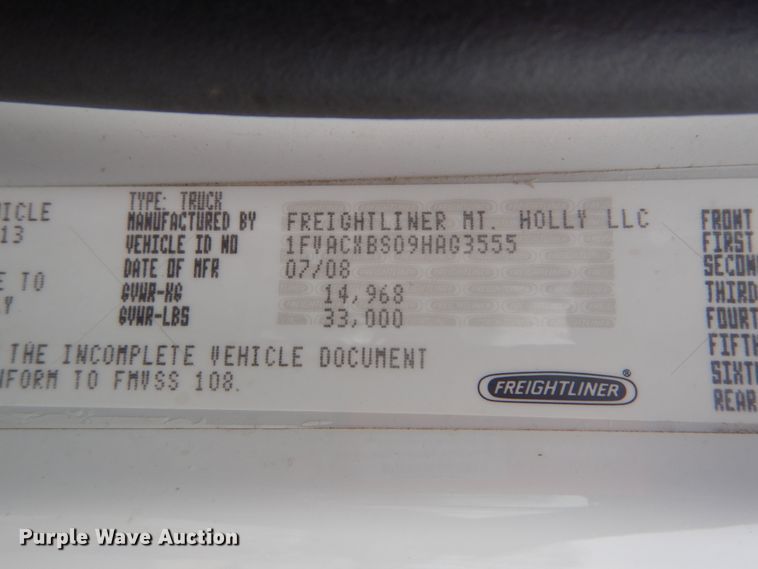 HICLE
13
E TO
Y
TYPE: TRUCK
MANUFACTURED BY FREIGHTLINER MT. HOLLY LLC
VEHICLE ID NO 1FVACXBS09HAG3555
DATE OF MFR 07/08
GVWR-KG 14,968
GVWR-LBS 33,000
THE INCOMPLETE VEHICLE DOCUMENT
NFORM TO FMVSS 108.
FREIGHTLINER®
FRONT
FIRST
SECON
THIRD
FOURT
FIFTH
SIXTH
REAR
Purple Wave Auction